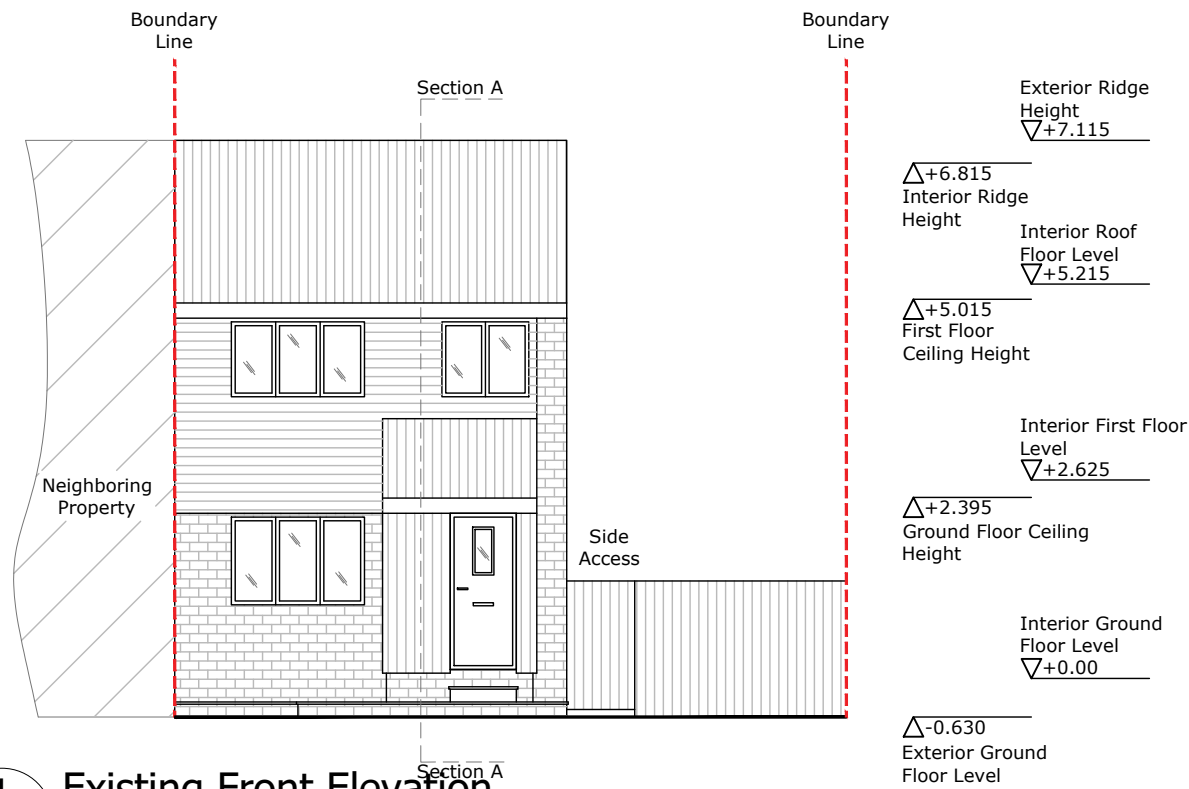 Boundary
Line
Boundary
Line
Section A
Exterior Ridge
Height
+7.115
+6.815
Interior Ridge
Height
Interior Roof
Floor Level
+5.215
+5.015
First Floor
Ceiling Height
Interior First Floor
Level
+2.625
Neighboring
Property
+2.395
Ground Floor Ceiling
Height
Side
Access
Interior Ground
Floor Level
+0.00
-0.630
Exterior Ground
Floor Level
Section A
Existing Front Elevation